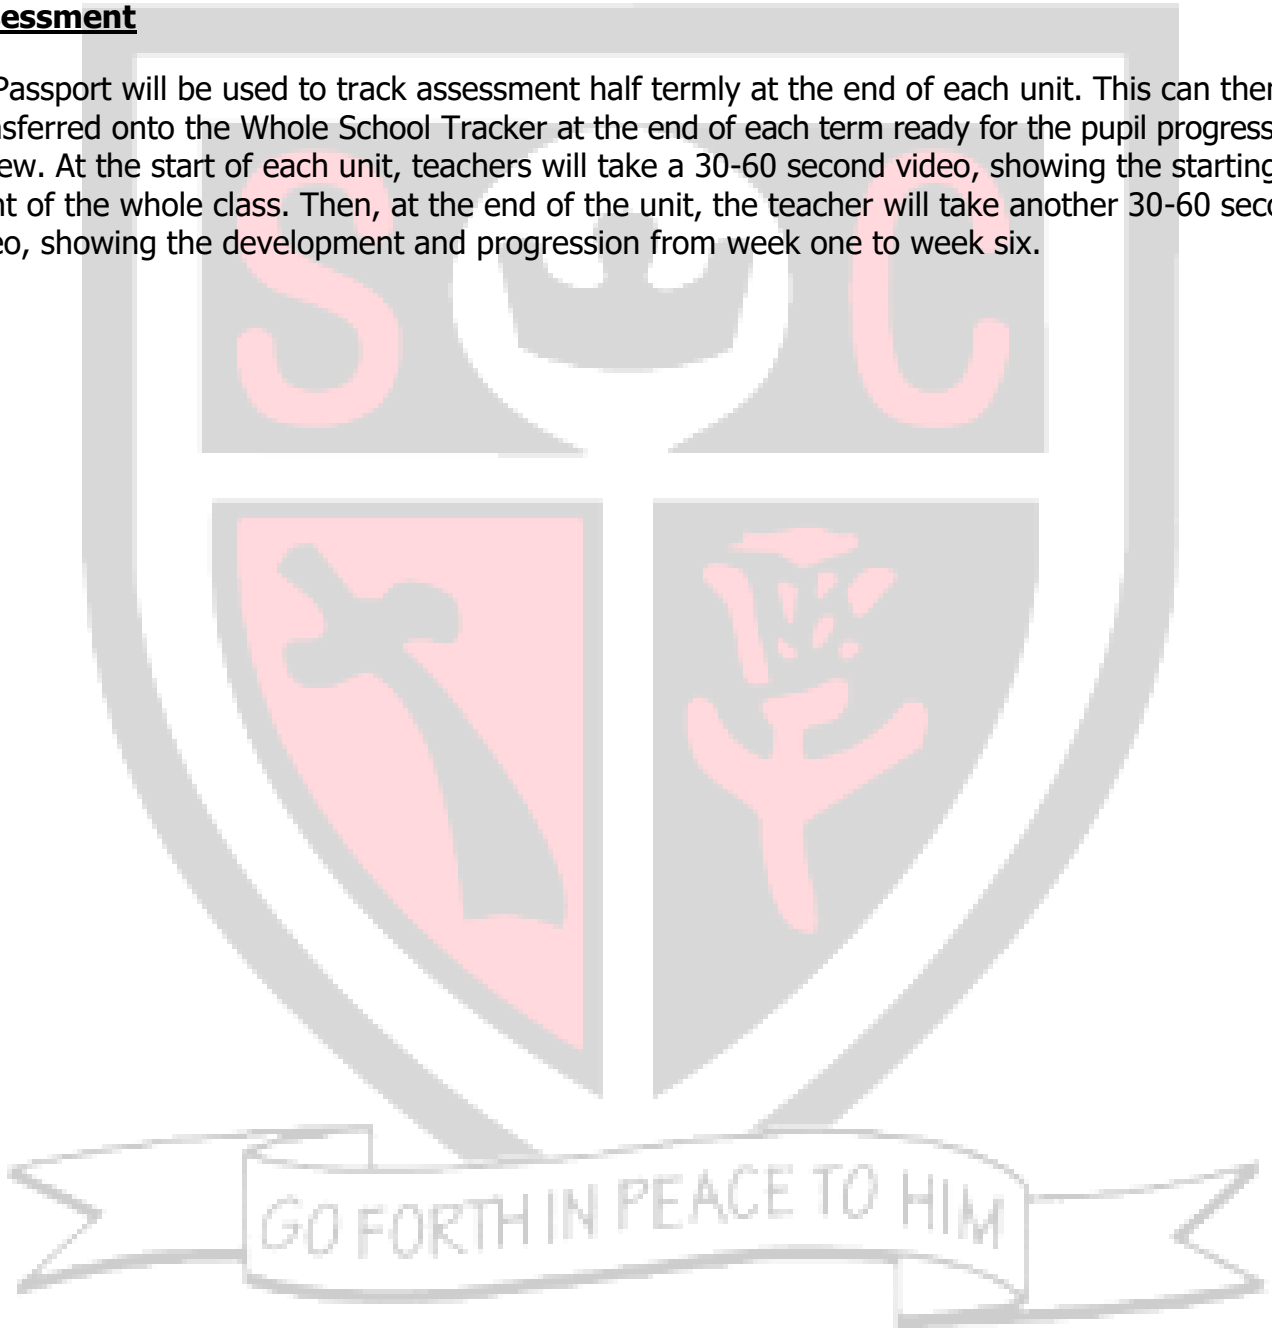 essment
Passport will be used to track assessment half termly at the end of each unit. This can then
nsferred onto the Whole School Tracker at the end of each term ready for the pupil progress
ew. At the start of each unit, teachers will take a 30-60 second video, showing the starting
nt of the whole class. Then, at the end of the unit, the teacher will take another 30-60 seco
eo, showing the development and progression from week one to week six.
S C
GO FORTH IN PEACE TO HIM